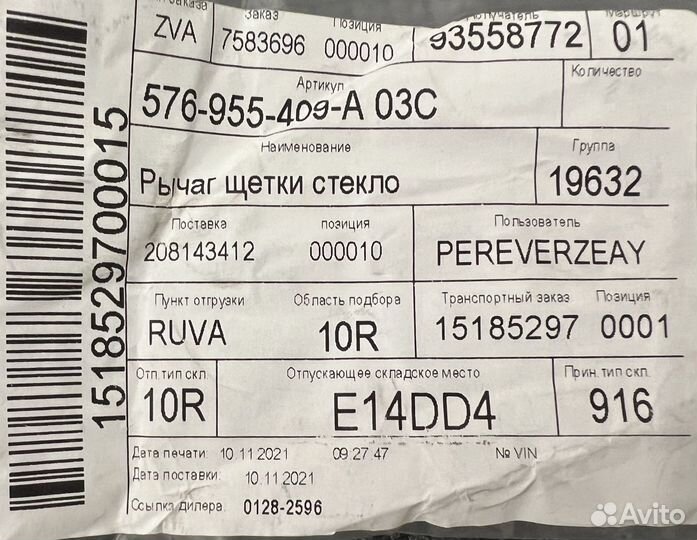 Заказ Позиция Получатель Маршрут
ZVA 7583696 000010 93558772 01
Артикул Количество
576-955-409-A 03C
Наименование Группа
Рычаг щетки стекло 19632
Поставка позиция Пользователь
208143412 000010 PEREVERZEAY
Пункт отгрузки Область подбора Транспортный заказ Позиция
RUVA 10R 15185297 0001
Отп.тип скл. Отпускающее складское место Прин.тип скл.
10R E14DD4 916
Дата печати: 10.11.2021 09:27:47 № VIN
Дата поставки: 10.11.2021
Ссылка дилера: 0128-2596
15185297000015
Avito